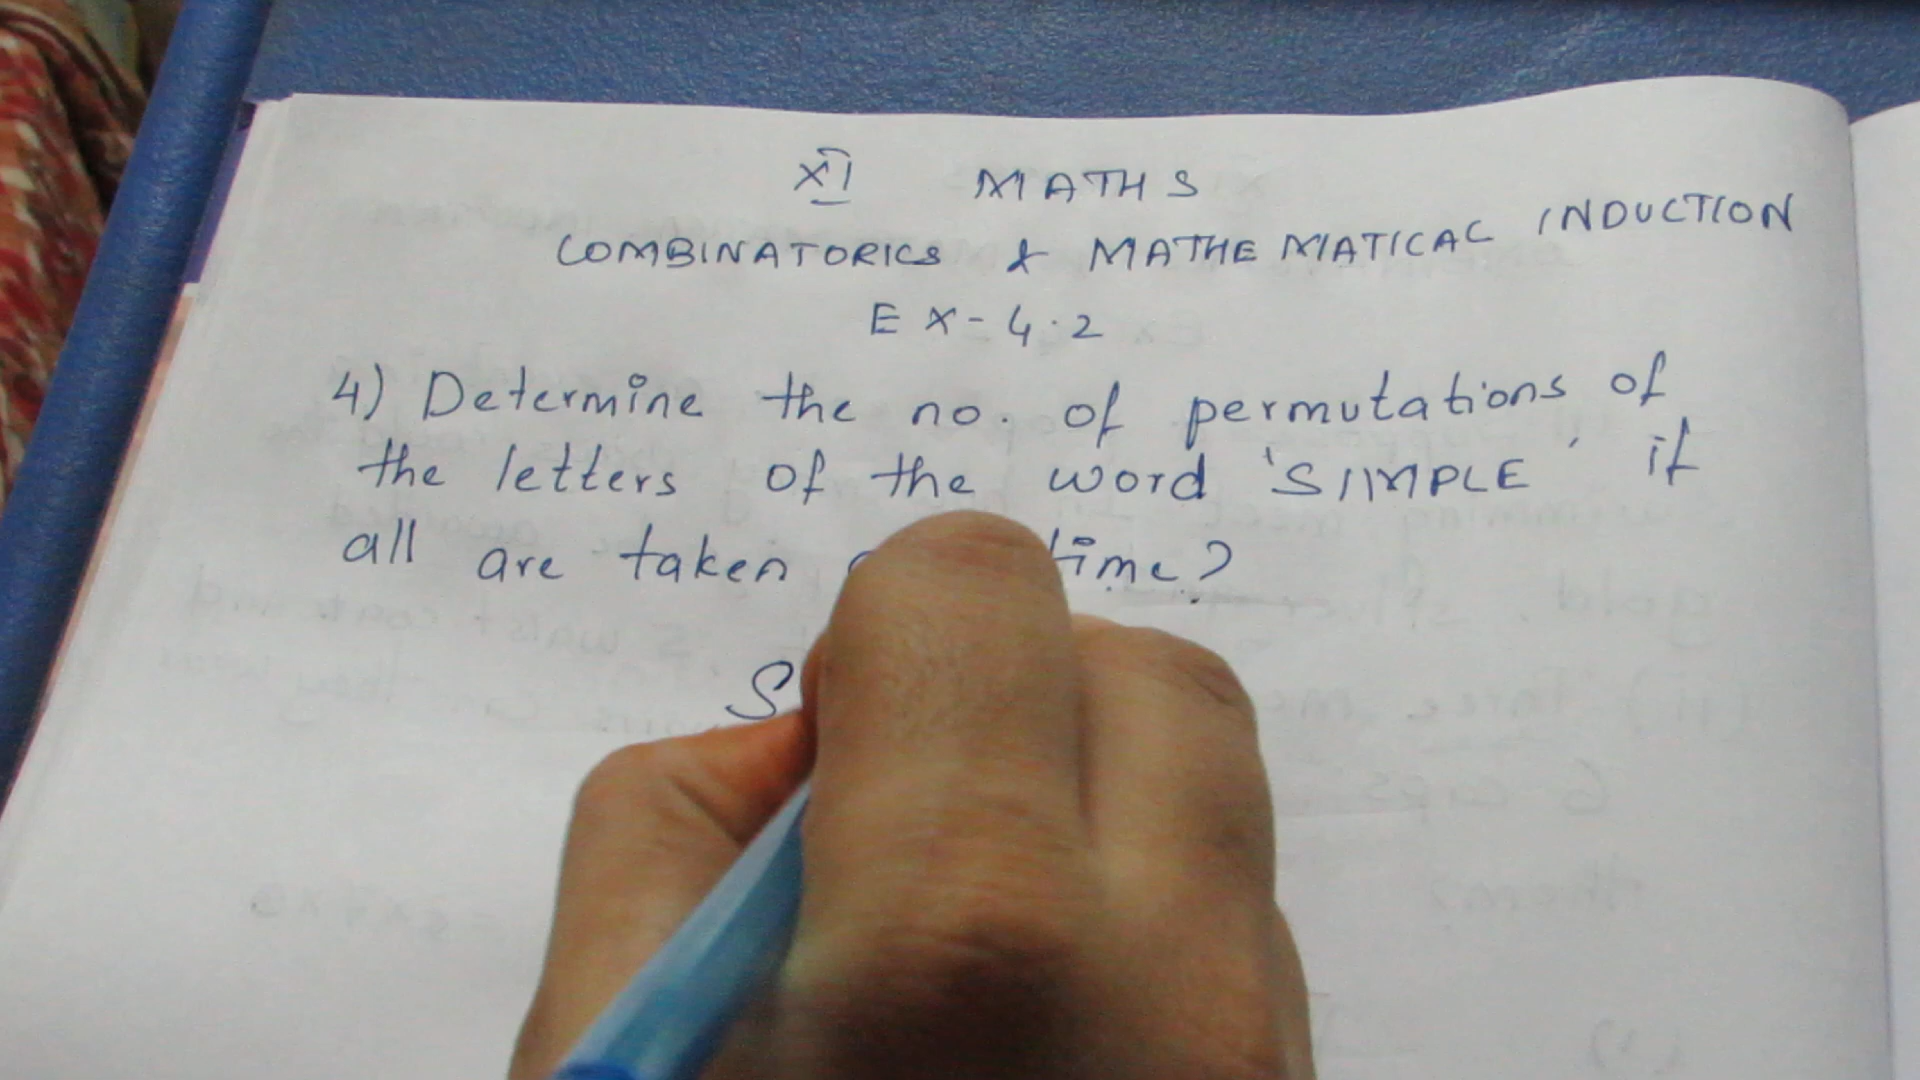 XI MATHS
COMBINATORICS & MATHEMATICAL INDUCTION
EX-4.2
4) Determine the no. of permutations of
the letters of the word 'SIMPLE' if
all are taken time?
S